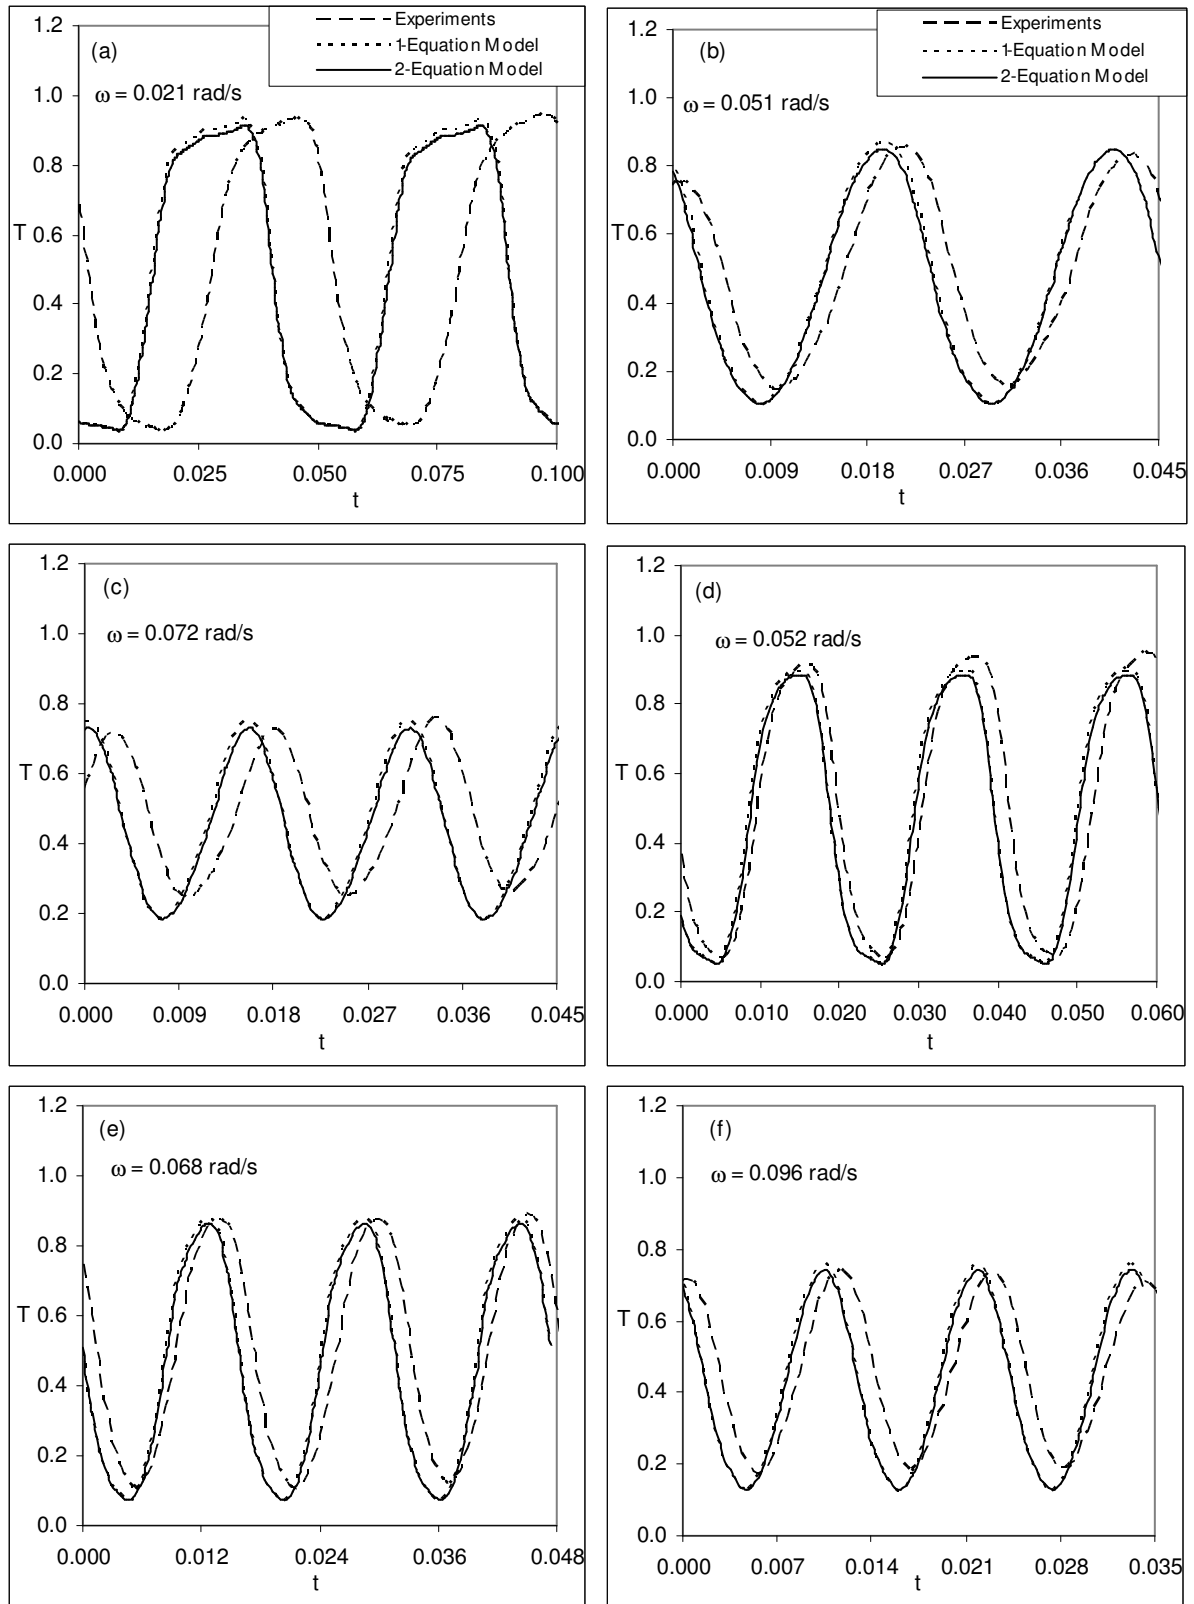 (a)
Experiments
1-Equation Model
2-Equation Model
ω = 0.021 rad/s
1.2
1.0
0.8
T 0.6
0.4
0.2
0.0
0.000 0.025 0.050 0.075 0.100
t
(b)
Experiments
1-Equation Model
2-Equation Model
ω = 0.051 rad/s
1.2
1.0
0.8
T 0.6
0.4
0.2
0.0
0.000 0.009 0.018 0.027 0.036 0.045
t
(c)
ω = 0.072 rad/s
1.2
1.0
0.8
T 0.6
0.4
0.2
0.0
0.000 0.009 0.018 0.027 0.036 0.045
t
(d)
ω = 0.052 rad/s
1.2
1.0
0.8
T 0.6
0.4
0.2
0.0
0.000 0.010 0.020 0.030 0.040 0.050 0.060
t
(e)
ω = 0.068 rad/s
1.2
1.0
0.8
T 0.6
0.4
0.2
0.0
0.000 0.012 0.024 0.036 0.048
t
(f)
ω = 0.096 rad/s
1.2
1.0
0.8
T 0.6
0.4
0.2
0.0
0.000 0.007 0.014 0.021 0.028 0.035
t